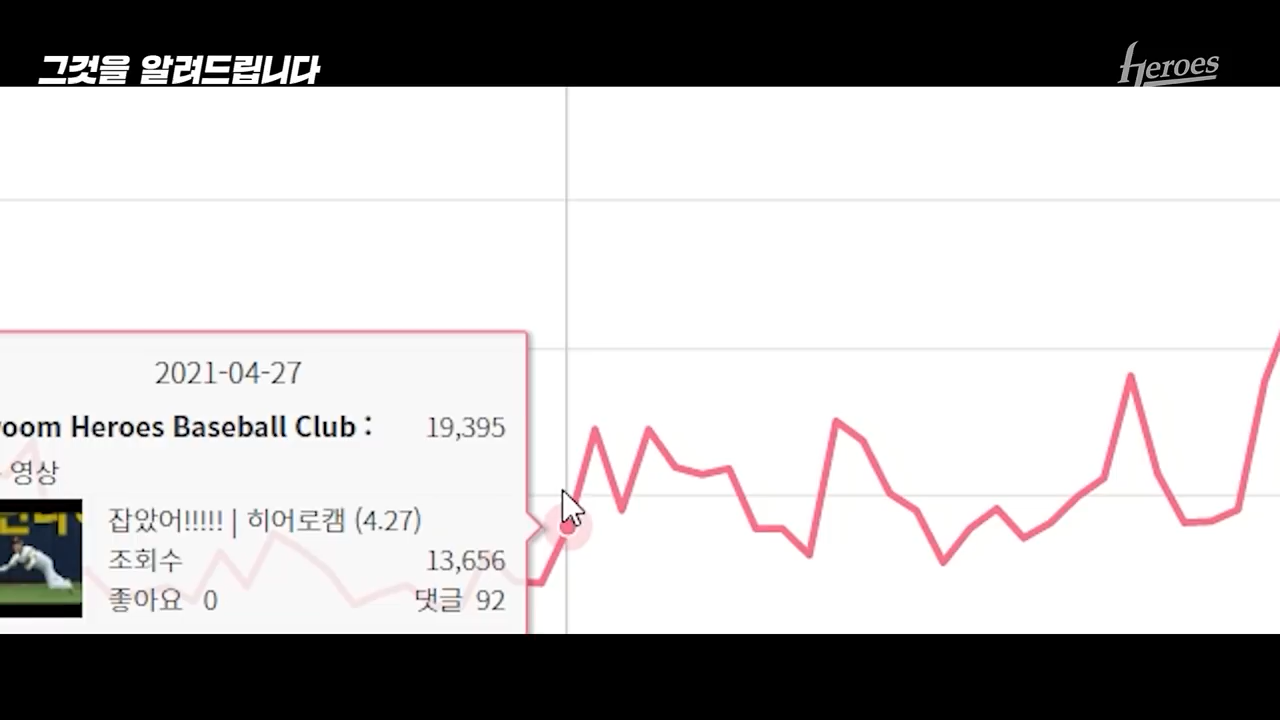 그것을 알려드립니다
heroes
2021-04-27
room Heroes Baseball Club : 19,395
영상
잡았어!!!!! | 히어로캠 (4.27)
조회수 13,656
좋아요 0 댓글 92